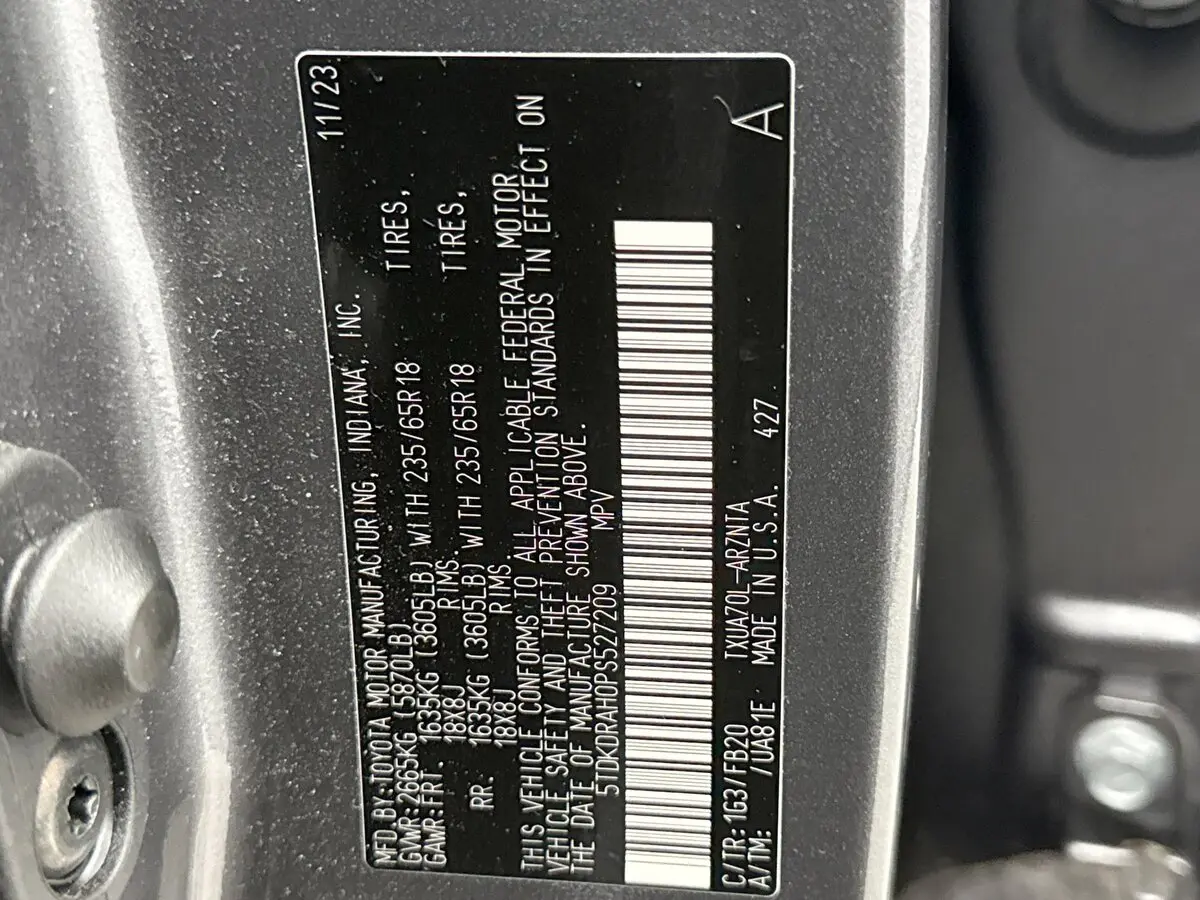 MFD.BY:TOYOTA MOTOR MANUFACTURING, INDIANA, INC. 11/23
GVWR:2665KG (5870LB)
GAWR:FRT. 1635KG (3605LB) WITH 235/65R18 TIRES,
18X8J RIMS.
RR. 1635KG (3605LB) WITH 235/65R18 TIRES,
18X8J RIMS
THIS VEHICLE CONFORMS TO ALL APPLICABLE FEDERAL MOTOR
VEHICLE SAFETY AND THEFT PREVENTION STANDARDS IN EFFECT ON
THE DATE OF MANUFACTURE SHOWN ABOVE.
5TDKDRAH0PS527209 MPV
C/TR:1G3/FB20 TXUA70L-ARZNTA A
A/TM: /UA81E MADE IN U.S.A. 427